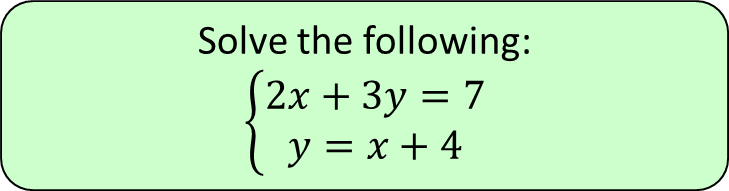 Solve the following:
2x + 3y = 7
y = x + 4